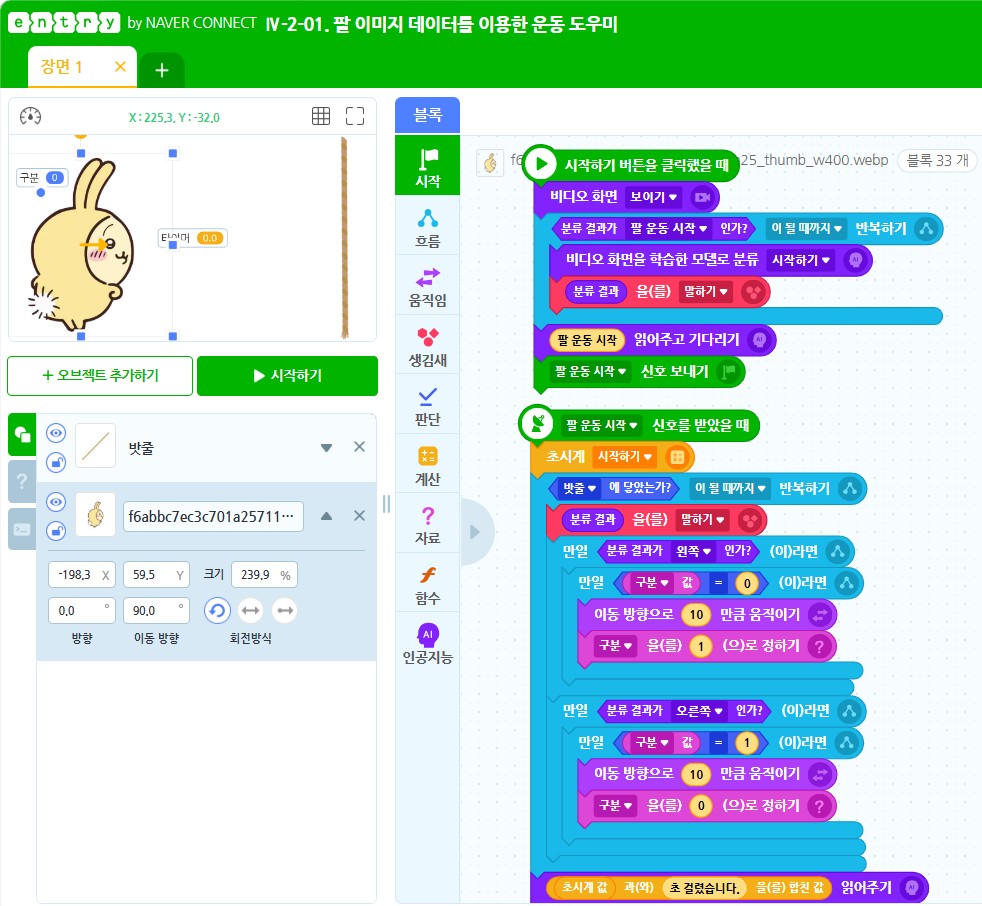 entry by NAVER CONNECT Ⅳ-2-01. 팔 이미지 데이터를 이용한 운동 도우미
장면 1
X : 225.3, Y : -32.0
구분 0
타이머 0.0
+ 오브젝트 추가하기
시작하기
밧줄
f6abbc7ec3c701a25711···
-198.3 X
59.5 Y
크기 239.9 %
0.0 °
90.0 °
방향
이동 방향
회전방식
블록
시작
흐름
움직임
생김새
판단
계산
자료
함수
인공지능
25_thumb_w400.webp
블록 33 개
시작하기 버튼을 클릭했을 때
비디오 화면 보이기
분류 결과가 팔 운동 시작 인가? 이 될 때까지 반복하기
비디오 화면을 학습한 모델로 분류 시작하기
분류 결과 을(를) 말하기
팔 운동 시작 읽어주고 기다리기
팔 운동 시작 신호 보내기
팔 운동 시작 신호를 받았을 때
초시계 시작하기
밧줄 에 닿았는가? 이 될 때까지 반복하기
분류 결과 을(를) 말하기
만일 분류 결과가 왼쪽 인가? (이)라면
만일 구분 값 = 0 (이)라면
이동 방향으로 10 만큼 움직이기
구분 을(를) 1 (으)로 정하기
만일 분류 결과가 오른쪽 인가? (이)라면
만일 구분 값 = 1 (이)라면
이동 방향으로 10 만큼 움직이기
구분 을(를) 0 (으)로 정하기
초시계 값 과(와) 초 걸렸습니다. 을(를) 합친 값 읽어주기